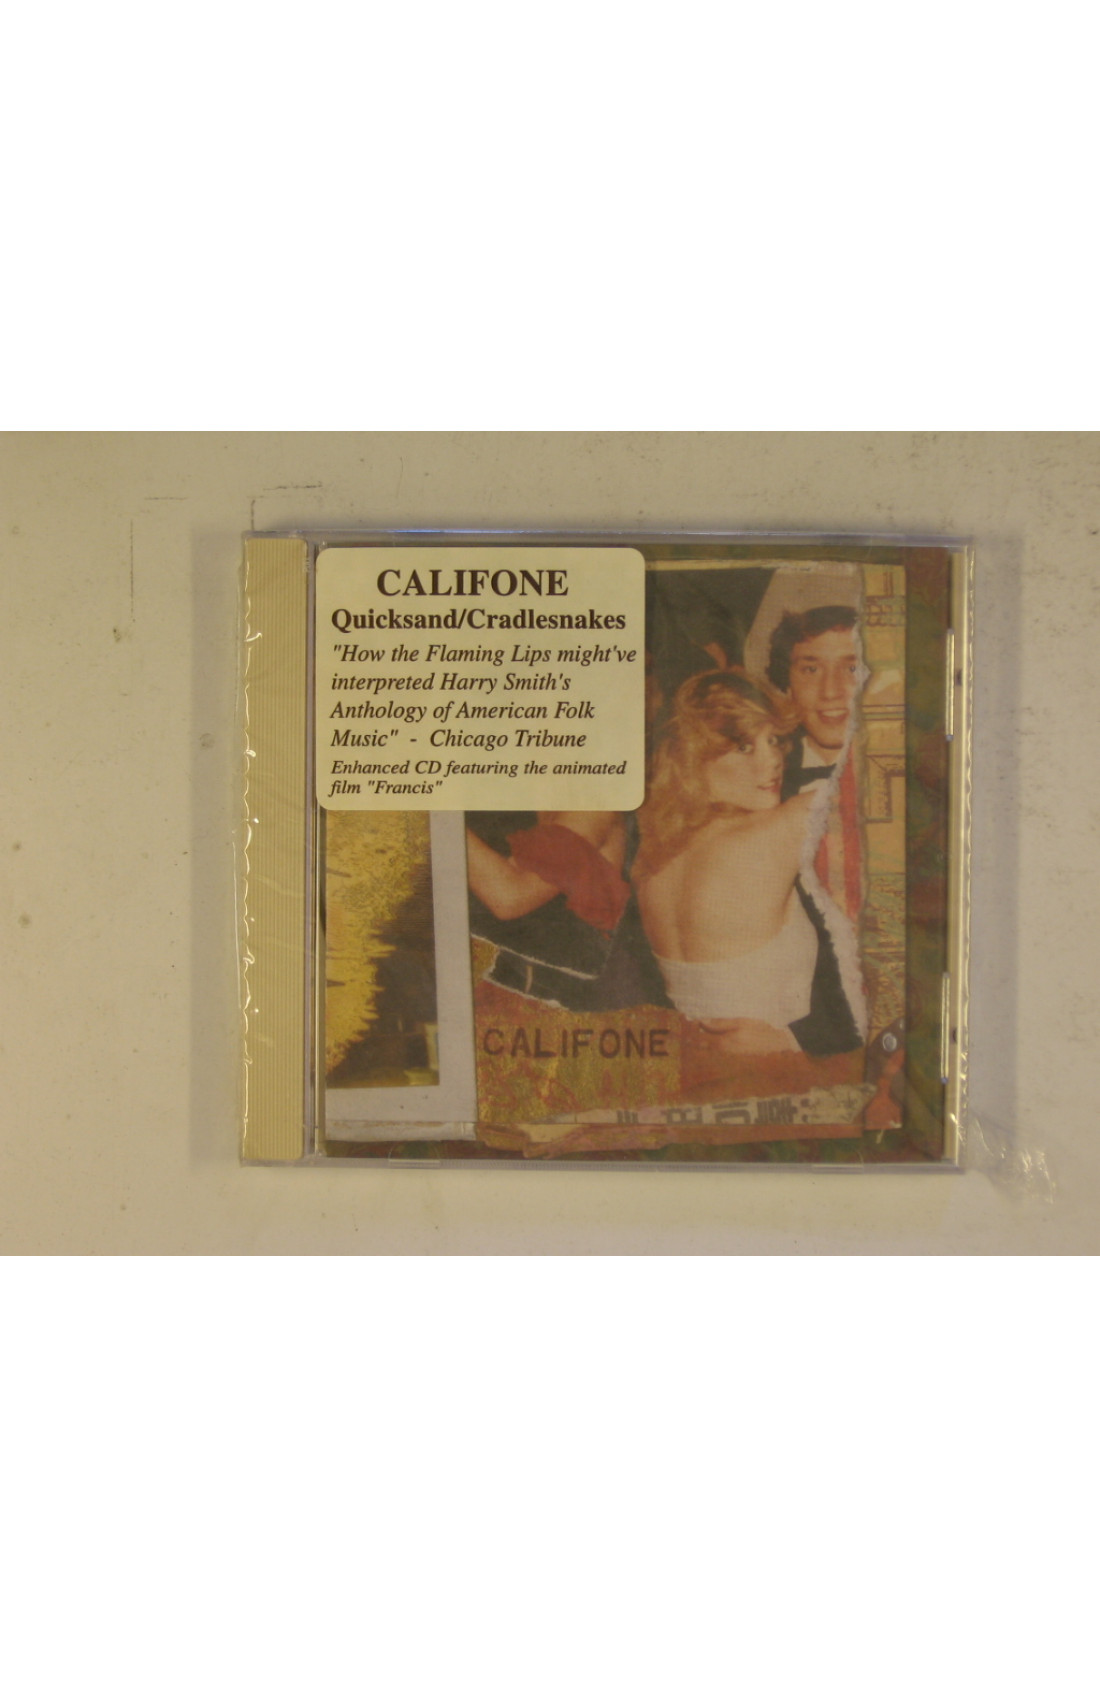 CALIFONE
Quicksand/Cradlesnakes
"How the Flaming Lips might've
interpreted Harry Smith's
Anthology of American Folk
Music" - Chicago Tribune
Enhanced CD featuring the animated
film "Francis"
CALIFONE